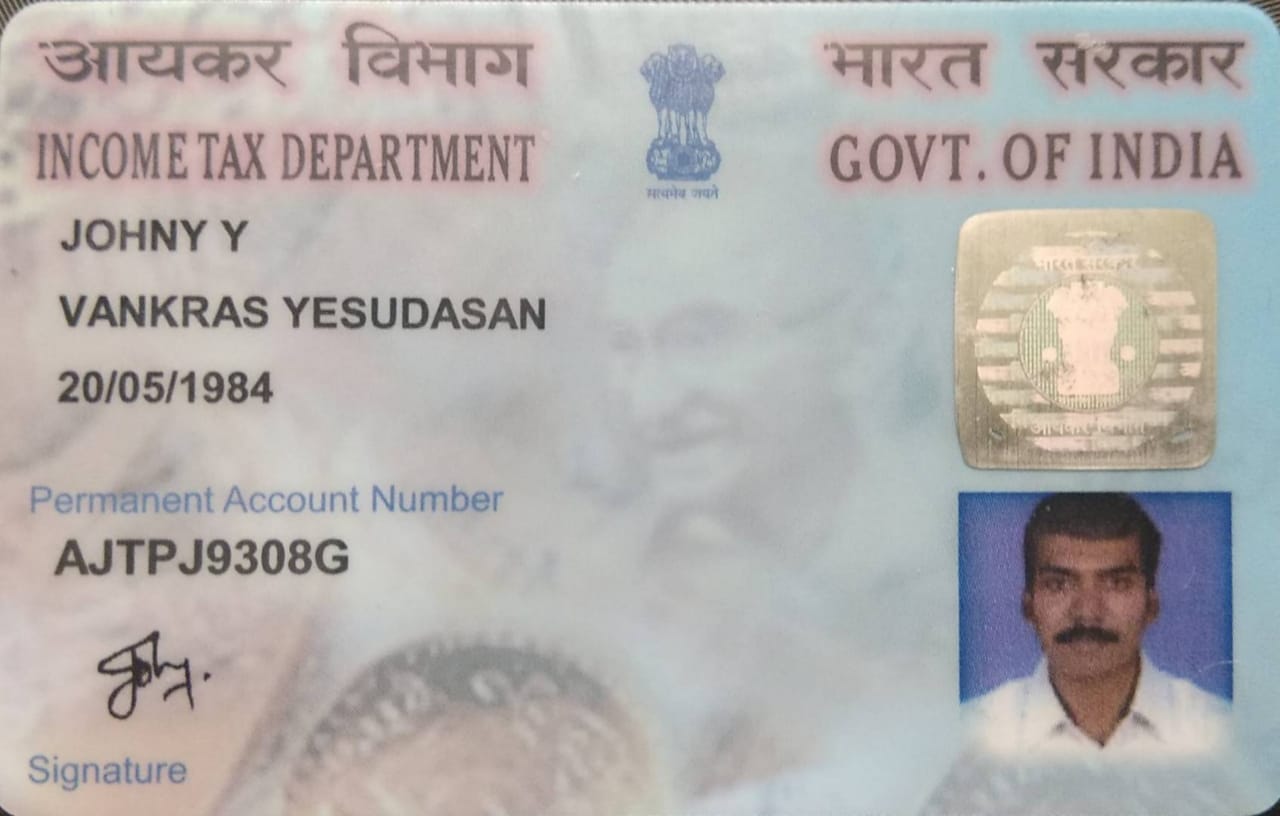 आयकर विभाग
भारत सरकार
INCOME TAX DEPARTMENT
GOVT. OF INDIA
सत्यमेव जयते
JOHNY Y
VANKRAS YESUDASAN
20/05/1984
Permanent Account Number
AJTPJ9308G
Johy.
Signature